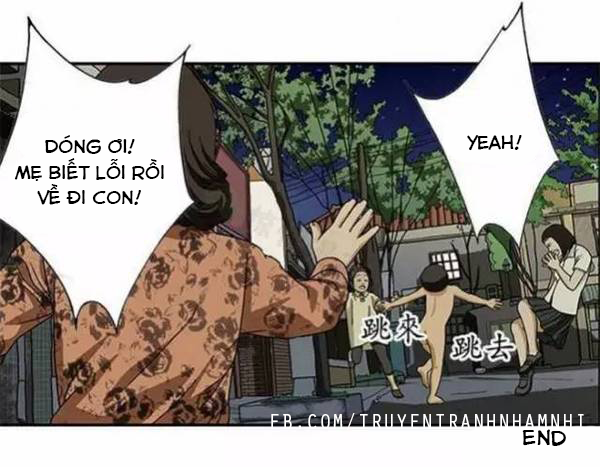 DÓNG ƠI!
MẸ BIẾT LỖI RỒI
VỀ ĐI CON!
YEAH!
跳來
跳去
FB.COM/TRUYENTRANHNHAMNHI
END